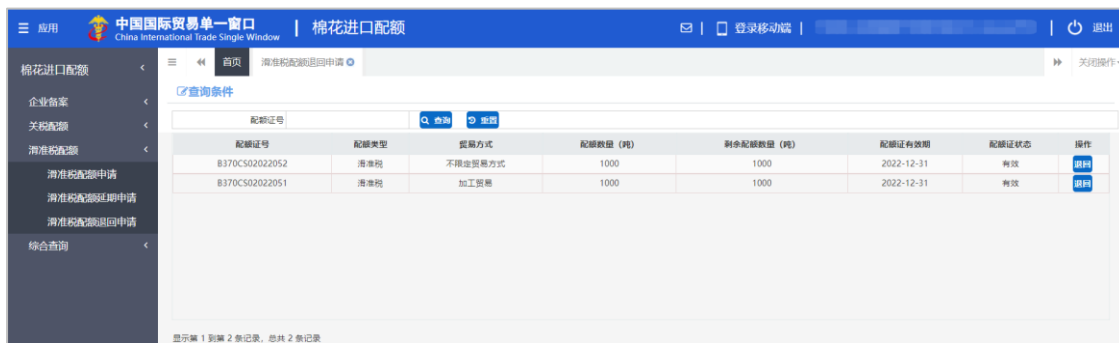 应用 中国国际贸易单一窗口 棉花进口配额 登录移动端 退出
China International Trade Single Window
棉花进口配额 首页 滑准税配额退回申请 关闭操作
查询条件
企业备案
配额证号 查询 重置
关税配额
配额证号 配额类型 贸易方式 配额数量(吨) 剩余配额数量(吨) 配额证有效期 配额证状态 操作
滑准税配额
B370CS02022052 滑准税 不限定贸易方式 1000 1000 2022-12-31 有效 退回
滑准税配额申请
B370CS02022051 滑准税 加工贸易 1000 1000 2022-12-31 有效 退回
滑准税配额延期申请
滑准税配额退回申请
综合查询
显示第 1 到第 2 条记录，总共 2 条记录